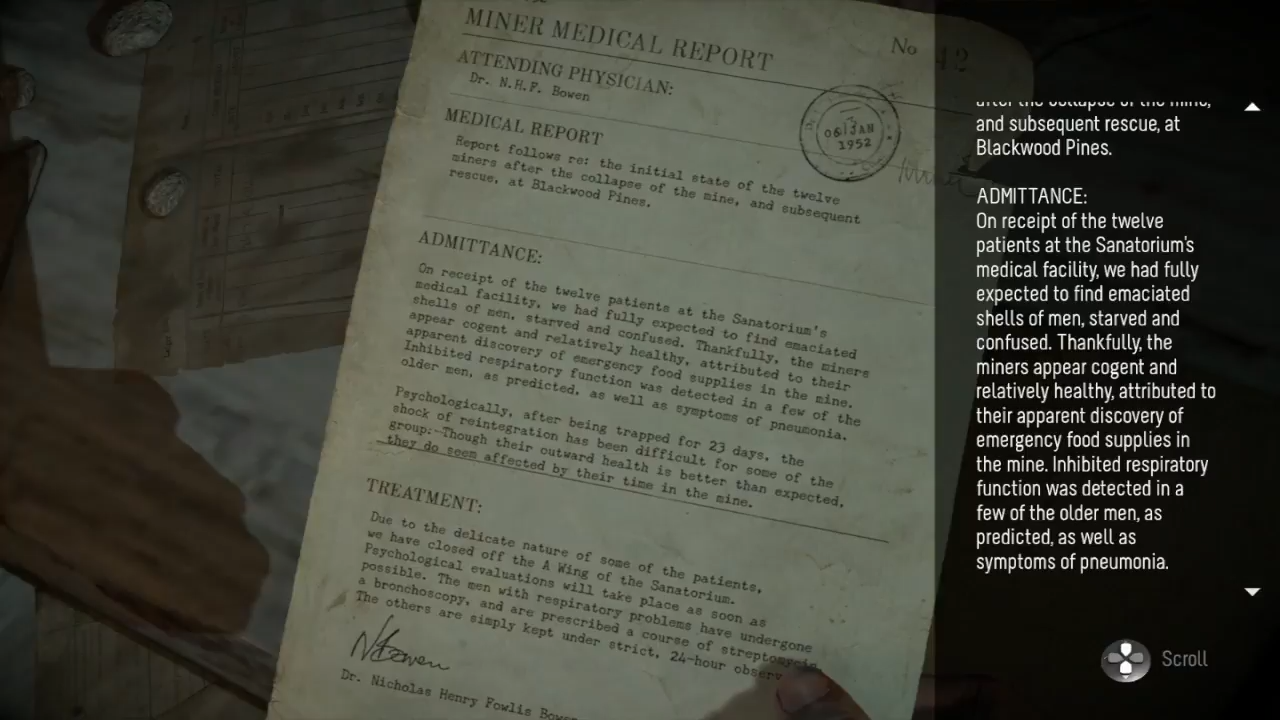 MINER MEDICAL REPORT
No 42
ATTENDING PHYSICIAN:
Dr. N.H.F. Bowen
06 JAN
1952
MEDICAL REPORT
Report follows re: the initial state of the twelve
miners after the collapse of the mine, and subsequent
rescue, at Blackwood Pines.
ADMITTANCE:
On receipt of the twelve patients at the Sanatorium's
medical facility, we had fully expected to find emaciated
shells of men, starved and confused. Thankfully, the miners
appear cogent and relatively healthy, attributed to their
apparent discovery of emergency food supplies in the mine.
Inhibited respiratory function was detected in a few of the
older men, as predicted, as well as symptoms of pneumonia.
Psychologically, after being trapped for 23 days, the
shock of reintegration has been difficult for some of the
group. Though their outward health is better than expected,
they do seem affected by their time in the mine.
TREATMENT:
Due to the delicate nature of some of the patients,
we have closed off the A Wing of the Sanatorium.
Psychological evaluations will take place as soon as
possible. The men with respiratory problems have undergone
a bronchoscopy, and are prescribed a course of streptomycin.
The others are simply kept under strict, 24-hour observ
NBowen
Dr. Nicholas Henry Fowlis Bowen
after the collapse of the mine,
and subsequent rescue, at
Blackwood Pines.
ADMITTANCE:
On receipt of the twelve
patients at the Sanatorium's
medical facility, we had fully
expected to find emaciated
shells of men, starved and
confused. Thankfully, the
miners appear cogent and
relatively healthy, attributed to
their apparent discovery of
emergency food supplies in
the mine. Inhibited respiratory
function was detected in a
few of the older men, as
predicted, as well as
symptoms of pneumonia.
Scroll